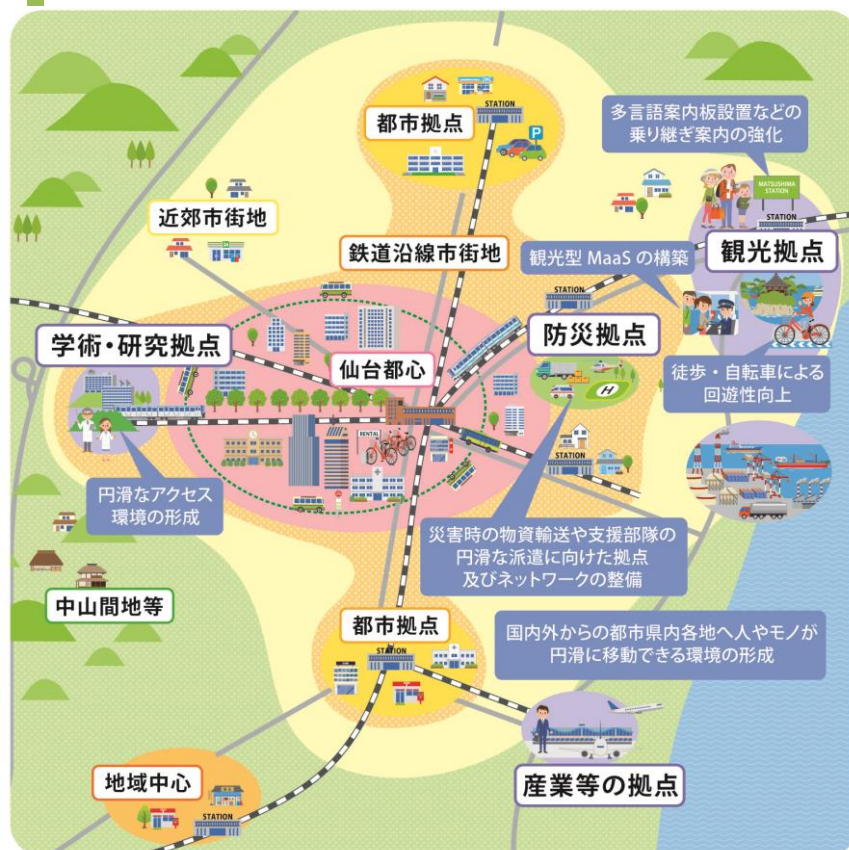 STATION
都市拠点
P
多言語案内板設置などの
乗り継ぎ案内の強化
MATSUSHIMA
STATION
STATION
観光拠点
近郊市街地
鉄道沿線市街地
観光型 MaaS の構築
STATION
防災拠点
学術・研究拠点
仙台都心
H
徒歩・自転車による
回遊性向上
RENTAL
STATION
円滑なアクセス
環境の形成
災害時の物資輸送や支援部隊の
円滑な派遣に向けた拠点
及びネットワークの整備
中山間地等
都市拠点
STATION
国内外からの都市県内各地へ人やモノが
円滑に移動できる環境の形成
地域中心
STATION
産業等の拠点